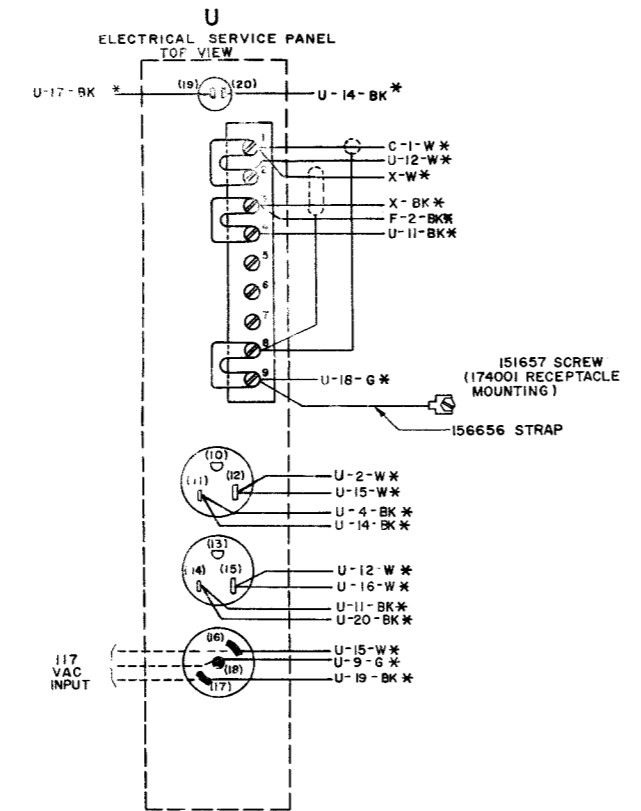 U
ELECTRICAL SERVICE PANEL
TOP VIEW
U-17-BK *
(19)
(20)
U-14-BK *
1
C-1-W *
U-12-W *
2
X-W *
3
X-BK *
F-2-BK *
4
U-11-BK *
5
6
7
8
9
U-18-G *
151657 SCREW
(174001 RECEPTACLE
MOUNTING)
156656 STRAP
(10)
(11)
(12)
U-2-W *
U-15-W *
U-4-BK *
U-14-BK *
(13)
(14)
(15)
U-12-W *
U-16-W *
U-11-BK *
U-20-BK *
117
VAC
INPUT
(16)
(18)
(17)
U-15-W *
U-9-G *
U-19-BK *